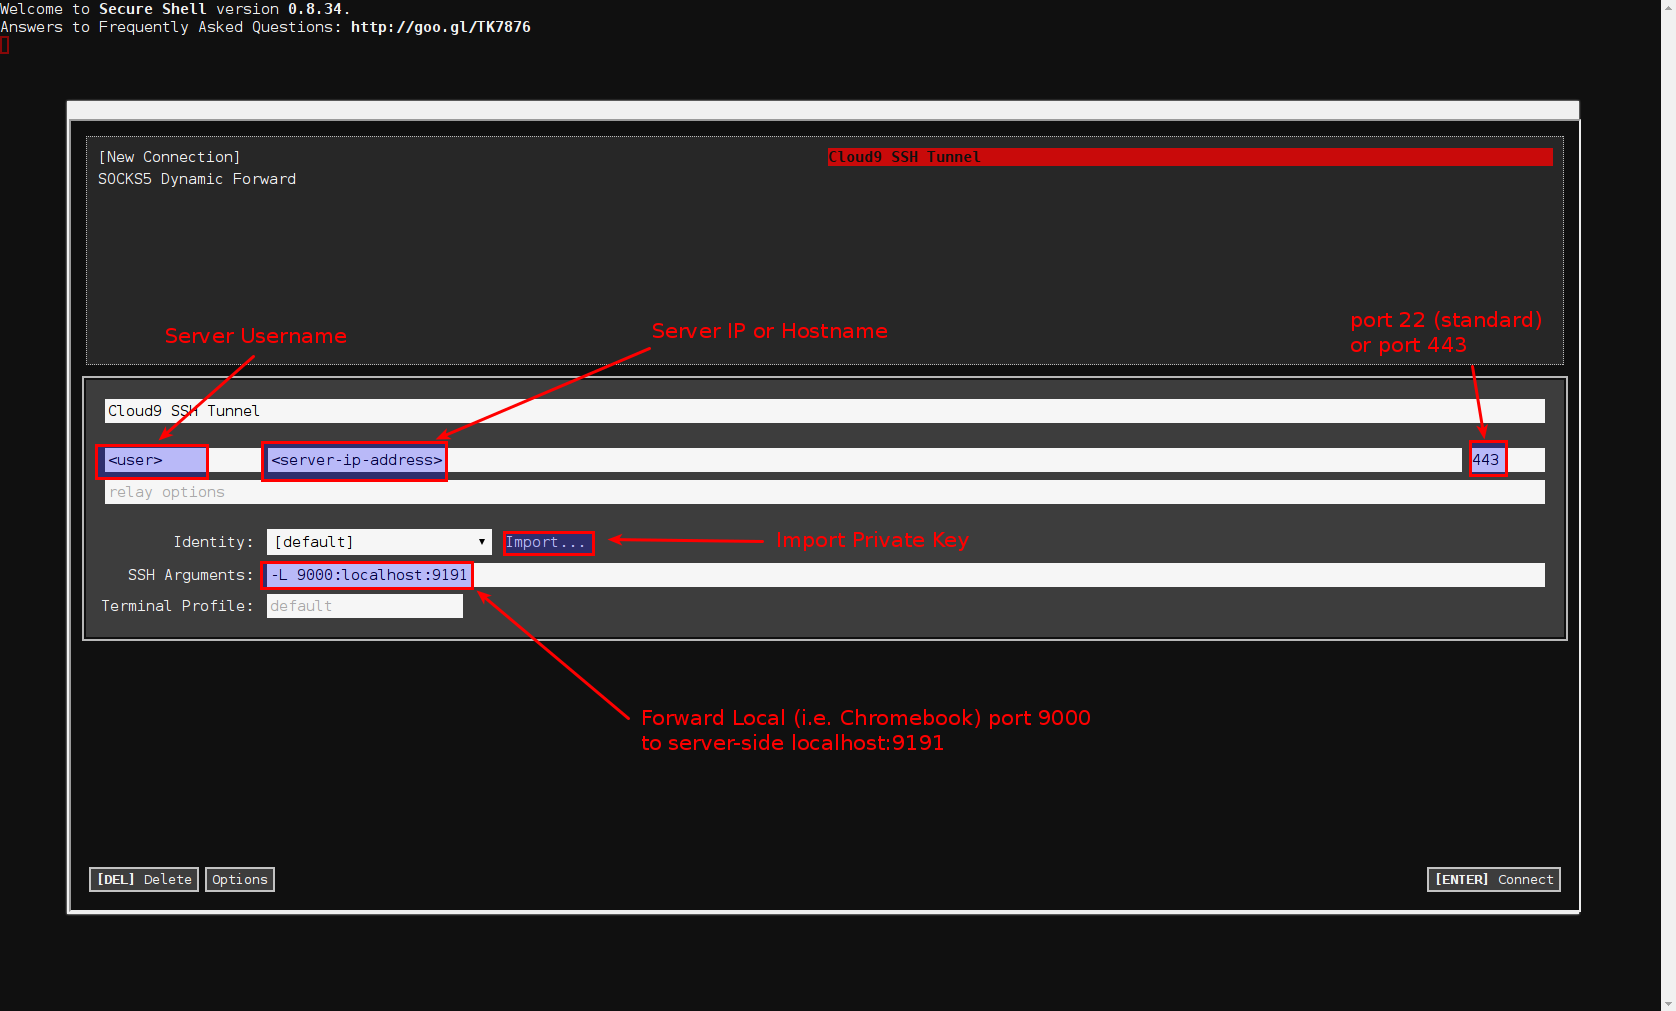 Welcome to Secure Shell version 0.8.34.
Answers to Frequently Asked Questions: http://goo.gl/TK7876
[New Connection]
Cloud9 SSH Tunnel
SOCKS5 Dynamic Forward
Server Username
Server IP or Hostname
port 22 (standard)
or port 443
Cloud9 SSH Tunnel
<user>
<server-ip-address>
443
relay options
Identity:
[default]
Import...
Import Private Key
SSH Arguments:
-L 9000:localhost:9191
Terminal Profile:
default
Forward Local (i.e. Chromebook) port 9000
to server-side localhost:9191
[DEL] Delete
Options
[ENTER] Connect